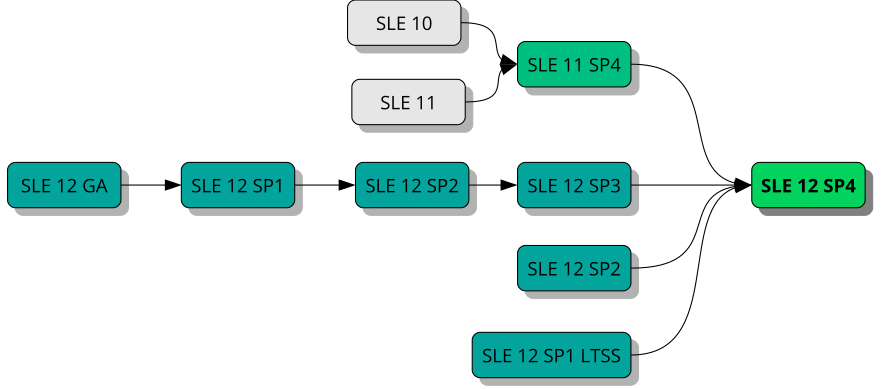 SLE 10
SLE 11 SP4
SLE 11
SLE 12 GA
SLE 12 SP1
SLE 12 SP2
SLE 12 SP3
SLE 12 SP4
SLE 12 SP2
SLE 12 SP1 LTSS